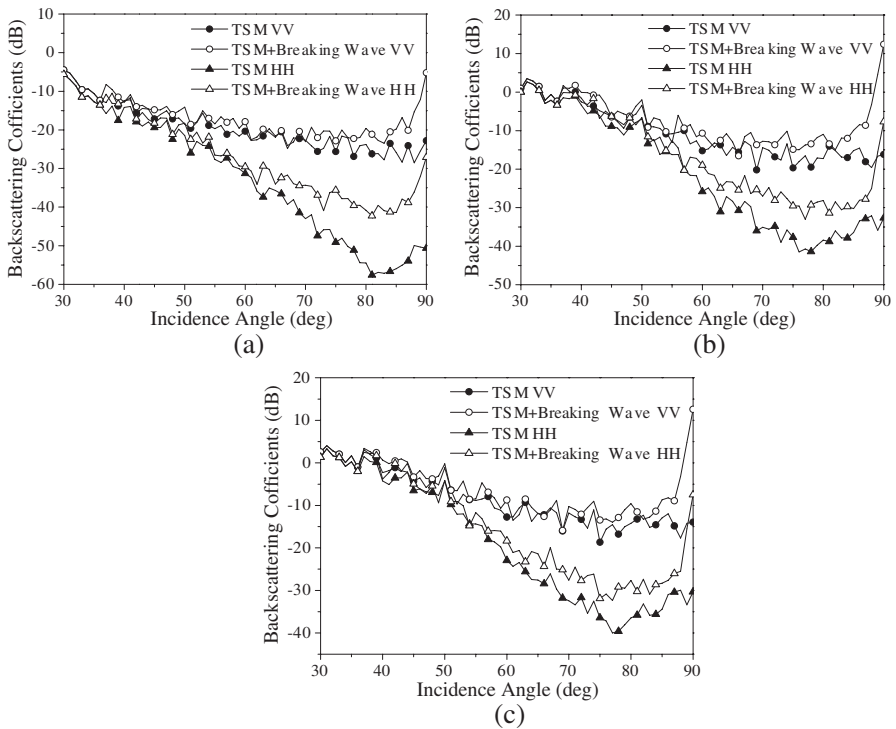 20
10
0
-10
-20
-30
-40
-50
-60
30 40 50 60 70 80 90
Backscattering Cofficients (dB)
Incidence Angle (deg)
TSM VV
TSM+Breaking Wave VV
TSM HH
TSM+Breaking Wave HH
(a)
20
10
0
-10
-20
-30
-40
-50
30 40 50 60 70 80 90
Backscattering Cofficients (dB)
Incidence Angle (deg)
TSM VV
TSM+Breaking Wave VV
TSM HH
TSM+Breaking Wave HH
(b)
20
10
0
-10
-20
-30
-40
30 40 50 60 70 80 90
Backscattering Cofficients (dB)
Incidence Angle (deg)
TSM VV
TSM+Breaking Wave VV
TSM HH
TSM+Breaking Wave HH
(c)